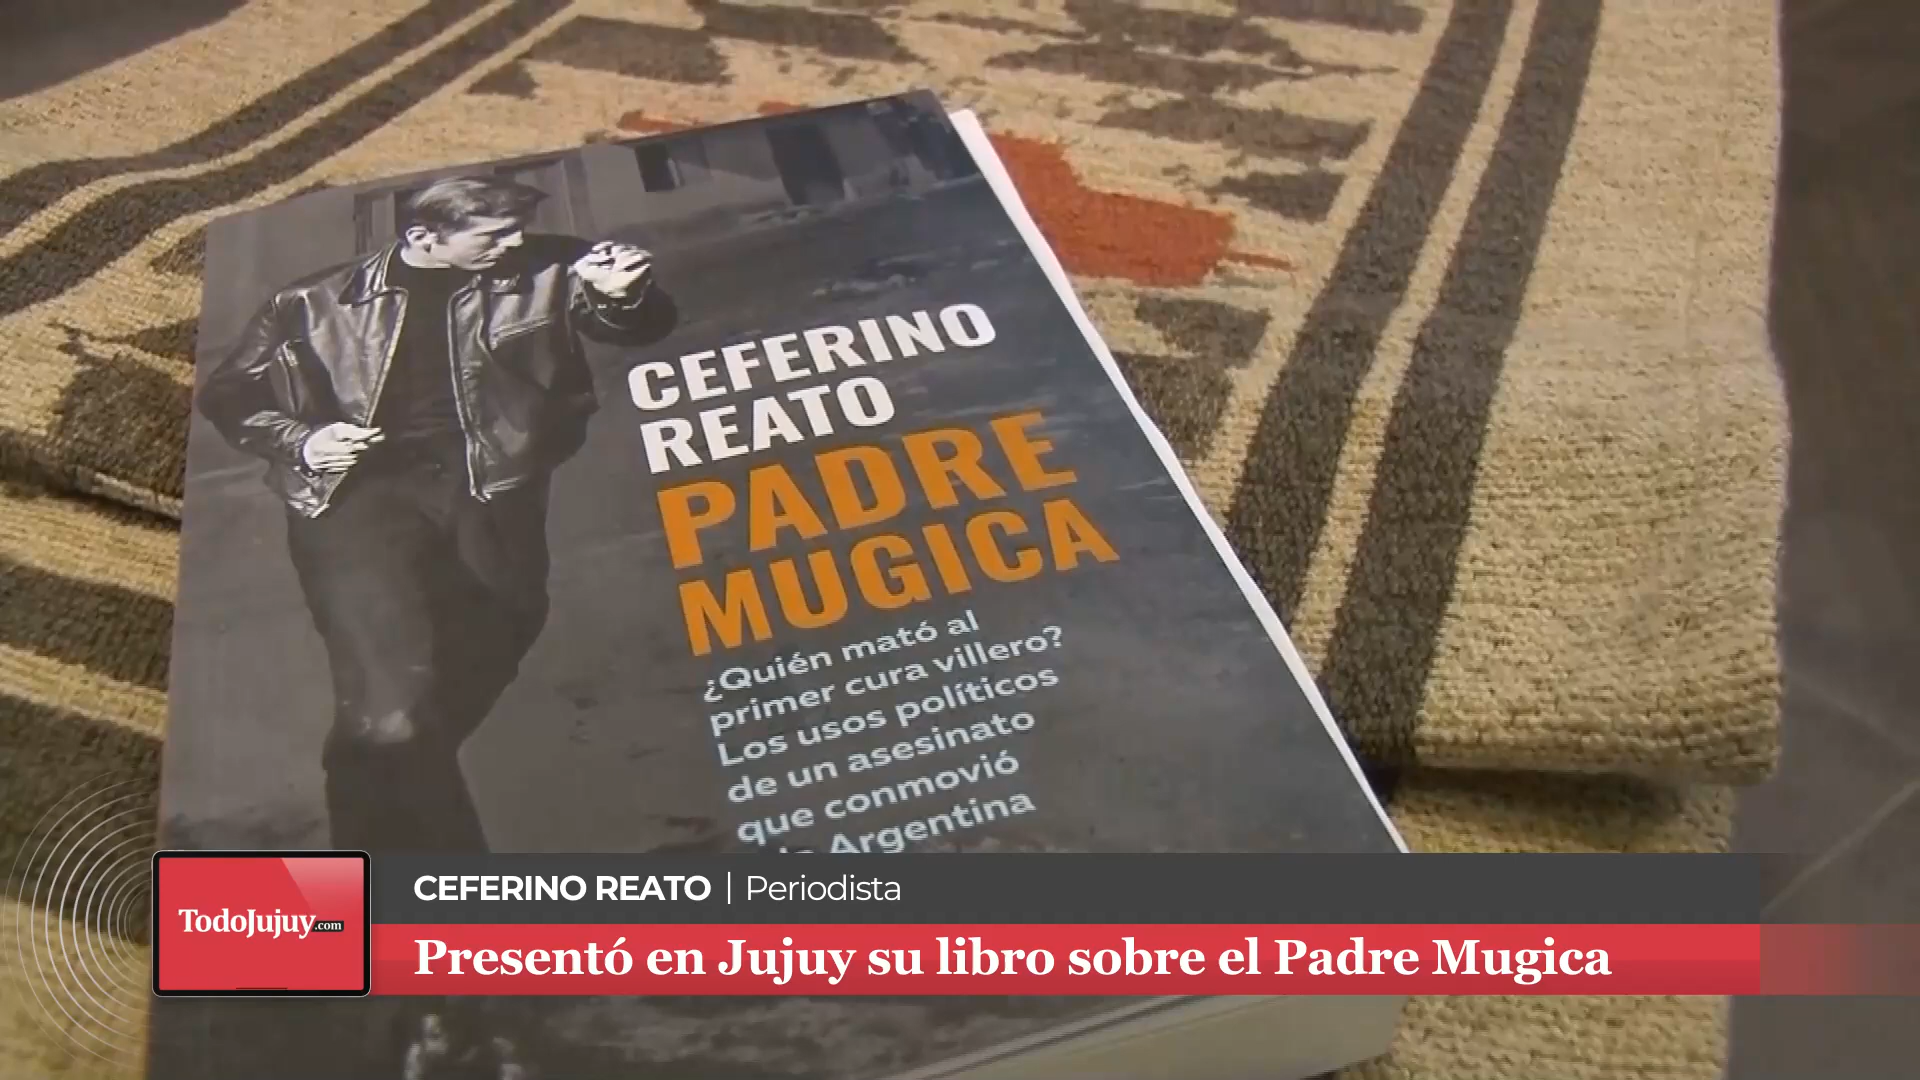 CEFERINO
REATO
PADRE
MUGICA
¿Quién mató al
primer cura villero?
Los usos políticos
de un asesinato
que conmovió
Argentina
TodoJujuy.com
CEFERINO REATO | Periodista
Presentó en Jujuy su libro sobre el Padre Mugica